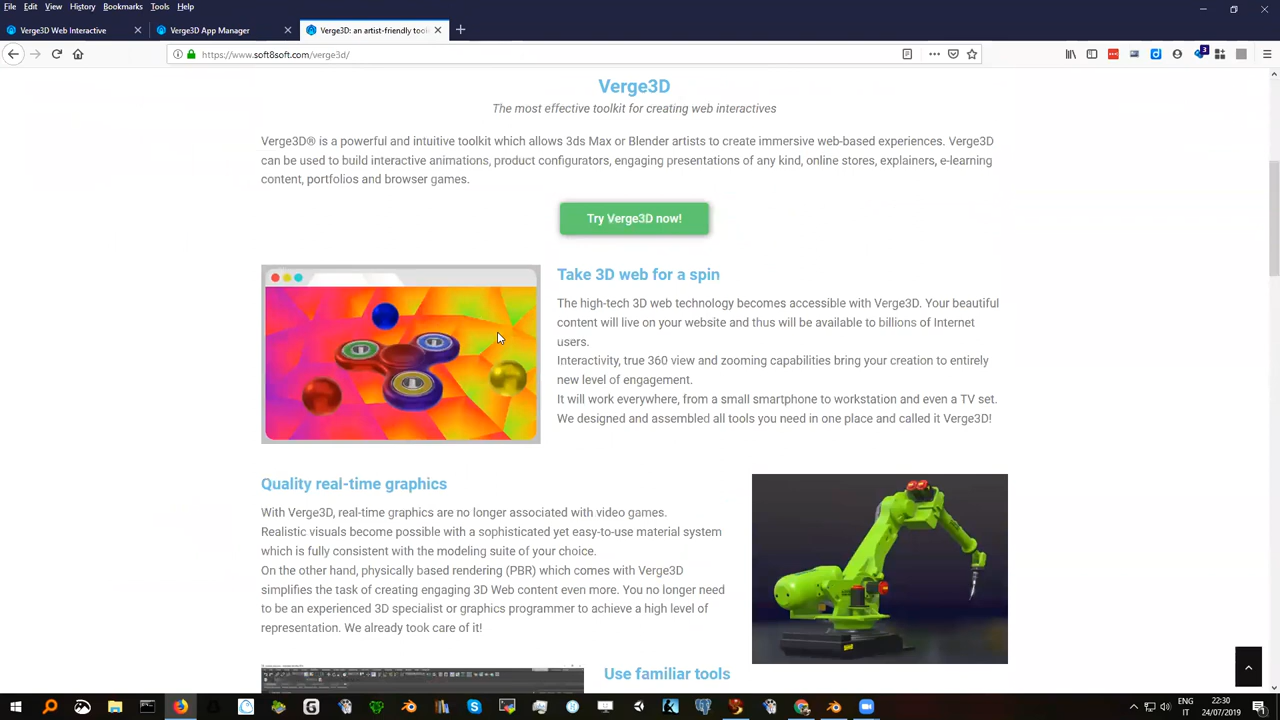 File Edit View History Bookmarks Tools Help
Verge3D Web Interactive
Verge3D App Manager
Verge3D: an artist-friendly tool
https://www.soft8soft.com/verge3d/
3
Verge3D
The most effective toolkit for creating web interactives
Verge3D® is a powerful and intuitive toolkit which allows 3ds Max or Blender artists to create immersive web-based experiences. Verge3D
can be used to build interactive animations, product configurators, engaging presentations of any kind, online stores, explainers, e-learning
content, portfolios and browser games.
Try Verge3D now!
Take 3D web for a spin
The high-tech 3D web technology becomes accessible with Verge3D. Your beautiful
content will live on your website and thus will be available to billions of Internet
users.
Interactivity, true 360 view and zooming capabilities bring your creation to entirely
new level of engagement.
It will work everywhere, from a small smartphone to workstation and even a TV set.
We designed and assembled all tools you need in one place and called it Verge3D!
Quality real-time graphics
With Verge3D, real-time graphics are no longer associated with video games.
Realistic visuals become possible with a sophisticated yet easy-to-use material system
which is fully consistent with the modeling suite of your choice.
On the other hand, physically based rendering (PBR) which comes with Verge3D
simplifies the task of creating engaging 3D Web content even more. You no longer need
to be an experienced 3D specialist or graphics programmer to achieve a high level of
representation. We already took care of it!
Use familiar tools
ENG
IT
22:30
24/07/2019